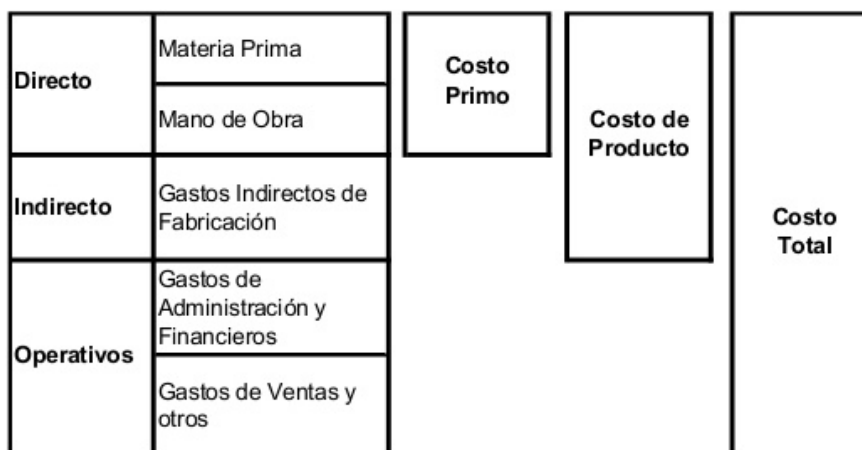 Directo
Materia Prima
Mano de Obra
Indirecto
Gastos Indirectos de
Fabricación
Operativos
Gastos de
Administración y
Financieros
Gastos de Ventas y
otros
Costo
Primo
Costo de
Producto
Costo
Total